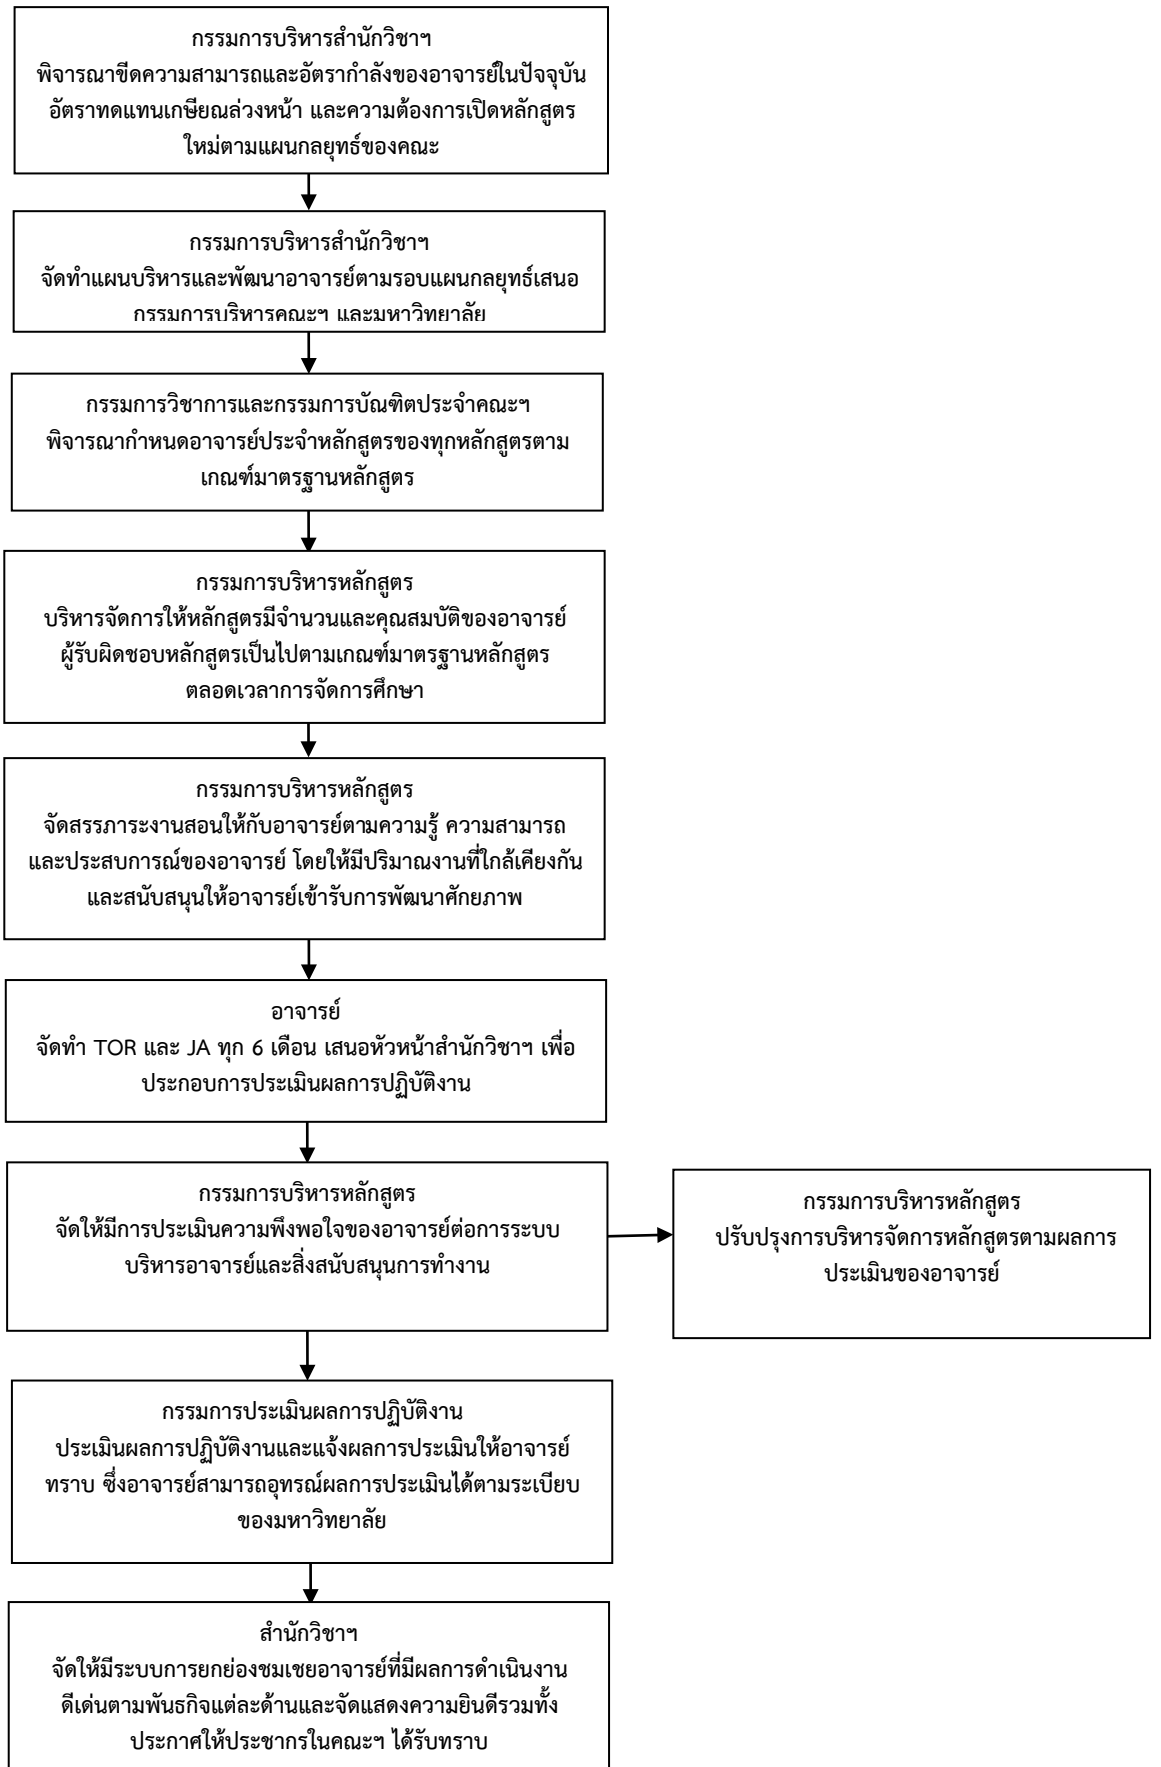 กรรมการบริหารสำนักวิชาฯ
พิจารณาขีดความสามารถและอัตรากำลังของอาจารย์ในปัจจุบัน
อัตราทดแทนเกษียณล่วงหน้า และความต้องการเปิดหลักสูตร
ใหม่ตามแผนกลยุทธ์ของคณะ
กรรมการบริหารสำนักวิชาฯ
จัดทำแผนบริหารและพัฒนาอาจารย์ตามรอบแผนกลยุทธ์เสนอ
กรรมการบริหารคณะฯ และมหาวิทยาลัย
กรรมการวิชาการและกรรมการบัณฑิตประจำคณะฯ
พิจารณากำหนดอาจารย์ประจำหลักสูตรของทุกหลักสูตรตาม
เกณฑ์มาตรฐานหลักสูตร
กรรมการบริหารหลักสูตร
บริหารจัดการให้หลักสูตรมีจำนวนและคุณสมบัติของอาจารย์
ผู้รับผิดชอบหลักสูตรเป็นไปตามเกณฑ์มาตรฐานหลักสูตร
ตลอดเวลาการจัดการศึกษา
กรรมการบริหารหลักสูตร
จัดสรรภาระงานสอนให้กับอาจารย์ตามความรู้ ความสามารถ
และประสบการณ์ของอาจารย์ โดยให้มีปริมาณงานที่ใกล้เคียงกัน
และสนับสนุนให้อาจารย์เข้ารับการพัฒนาศักยภาพ
อาจารย์
จัดทำ TOR และ JA ทุก 6 เดือน เสนอหัวหน้าสำนักวิชาฯ เพื่อ
ประกอบการประเมินผลการปฏิบัติงาน
กรรมการบริหารหลักสูตร
จัดให้มีการประเมินความพึงพอใจของอาจารย์ต่อการระบบ
บริหารอาจารย์และสิ่งสนับสนุนการทำงาน
กรรมการบริหารหลักสูตร
ปรับปรุงการบริหารจัดการหลักสูตรตามผลการ
ประเมินของอาจารย์
กรรมการประเมินผลการปฏิบัติงาน
ประเมินผลการปฏิบัติงานและแจ้งผลการประเมินให้อาจารย์
ทราบ ซึ่งอาจารย์สามารถอุทรณ์ผลการประเมินได้ตามระเบียบ
ของมหาวิทยาลัย
สำนักวิชาฯ
จัดให้มีระบบการยกย่องชมเชยอาจารย์ที่มีผลการดำเนินงาน
ดีเด่นตามพันธกิจแต่ละด้านและจัดแสดงความยินดีรวมทั้ง
ประกาศให้ประชากรในคณะฯ ได้รับทราบ